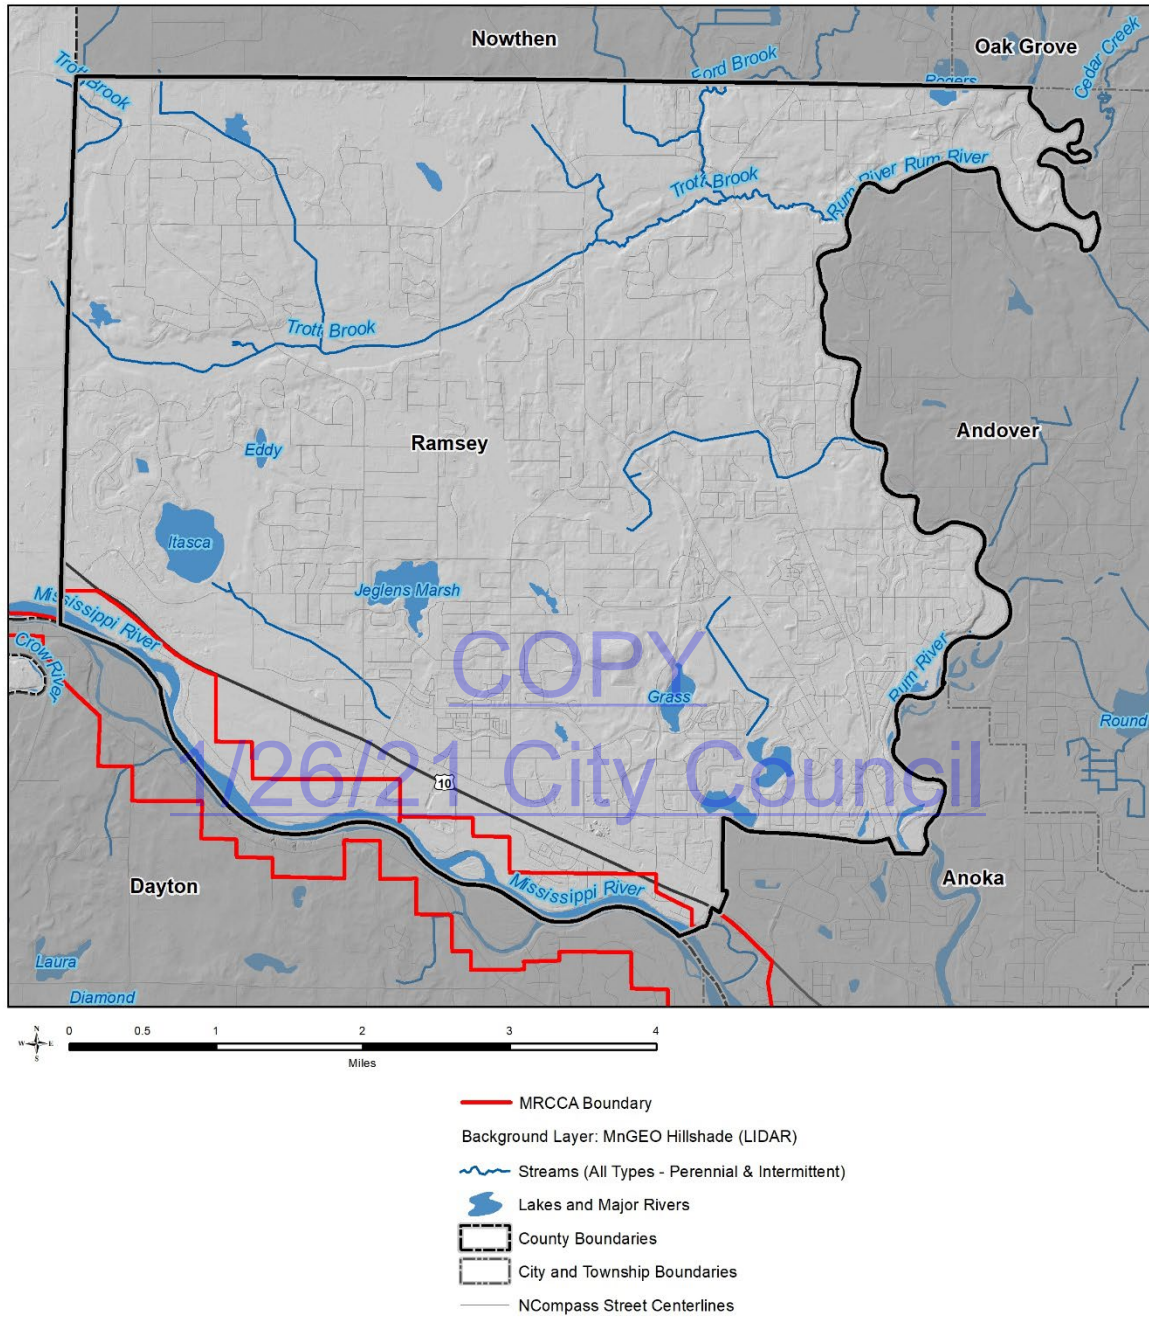 Nowthen
Oak Grove
Trott Brook
Ford Brook
Rogers
Cedar Creek
Trott Brook
Rum River Rum River
Trott Brook
Andover
Ramsey
Eddy
Itasca
Jeglens Marsh
Mississippi River
Crow River
COPY
Rum River
Grass
Round
1/26/21 City Council
10
Dayton
Mississippi River
Anoka
Laura
Diamond
N
W E
S
0 0.5 1 2 3 4
Miles
MRCCA Boundary
Background Layer: MnGEO Hillshade (LIDAR)
Streams (All Types - Perennial & Intermittent)
Lakes and Major Rivers
County Boundaries
City and Township Boundaries
NCompass Street Centerlines